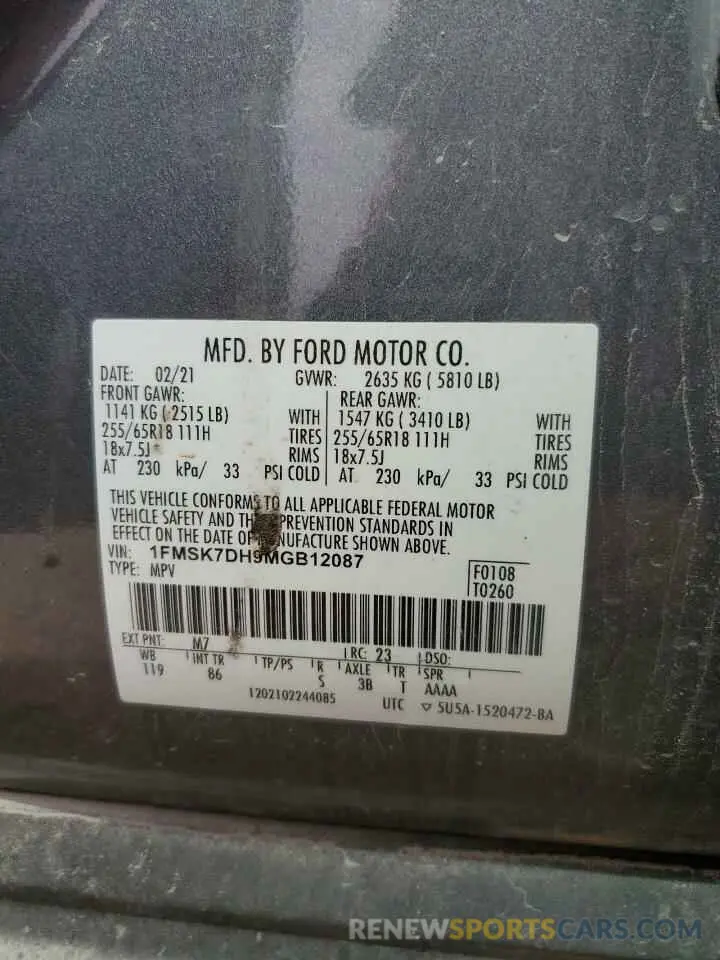 MFD. BY FORD MOTOR CO.
DATE: 02/21 GVWR: 2635 KG ( 5810 LB)
FRONT GAWR: REAR GAWR:
1141 KG ( 2515 LB) WITH 1547 KG ( 3410 LB) WITH
255/65R18 111H TIRES 255/65R18 111H TIRES
18x7.5J RIMS 18x7.5J RIMS
AT 230 kPa/ 33 PSI COLD AT 230 kPa/ 33 PSI COLD
THIS VEHICLE CONFORMS TO ALL APPLICABLE FEDERAL MOTOR
VEHICLE SAFETY AND PREVENTION STANDARDS IN
EFFECT ON THE DATE OF MANUFACTURE SHOWN ABOVE.
VIN: 1FMSK7DH9MGB12087
TYPE: MPV
F0108
T0260
EXT PNT: M7 RC: 23 DSO:
WB INT TR TP/PS R AXLE TR SPR
119 86 S 3B T AAAA
1202102244085 UTC ▽ 5U5A-1520472-BA
RENEWSPORTSCARS.COM